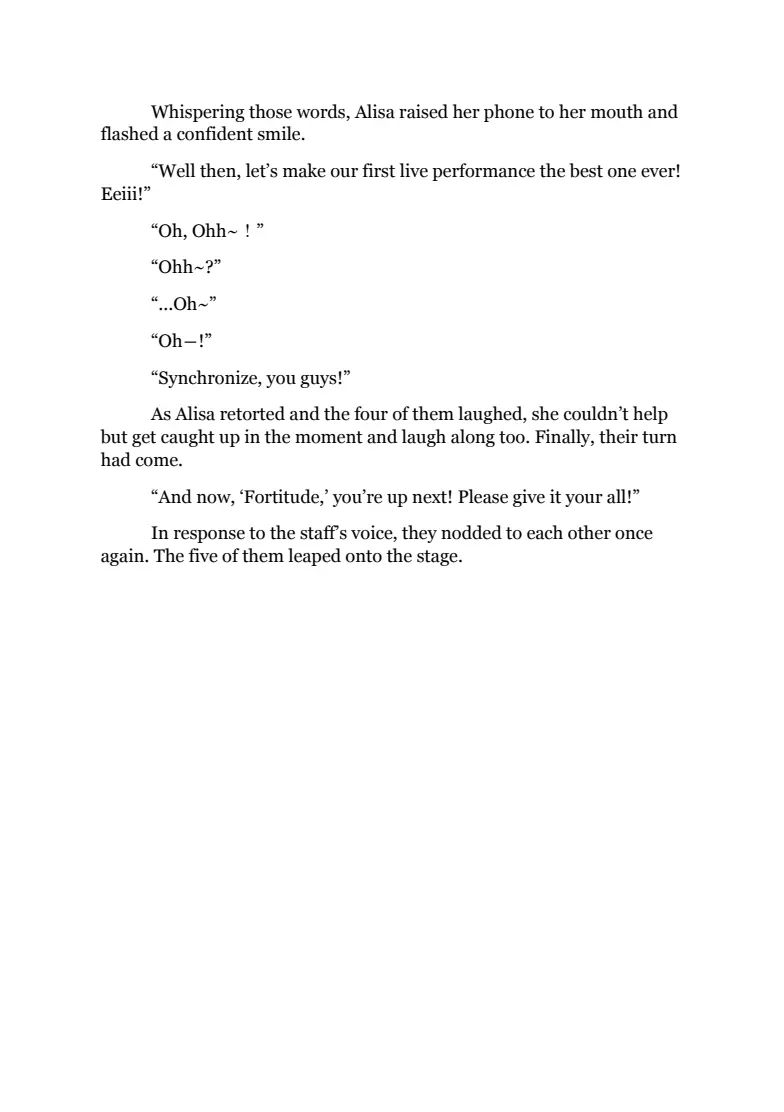 Whispering those words, Alisa raised her phone to her mouth and
flashed a confident smile.
“Well then, let’s make our first live performance the best one ever!
Eeiii!”
“Oh, Ohh~！”
“Ohh~?”
“...Oh~”
“Oh—!”
“Synchronize, you guys!”
As Alisa retorted and the four of them laughed, she couldn’t help
but get caught up in the moment and laugh along too. Finally, their turn
had come.
“And now, ‘Fortitude,’ you’re up next! Please give it your all!”
In response to the staff’s voice, they nodded to each other once
again. The five of them leaped onto the stage.